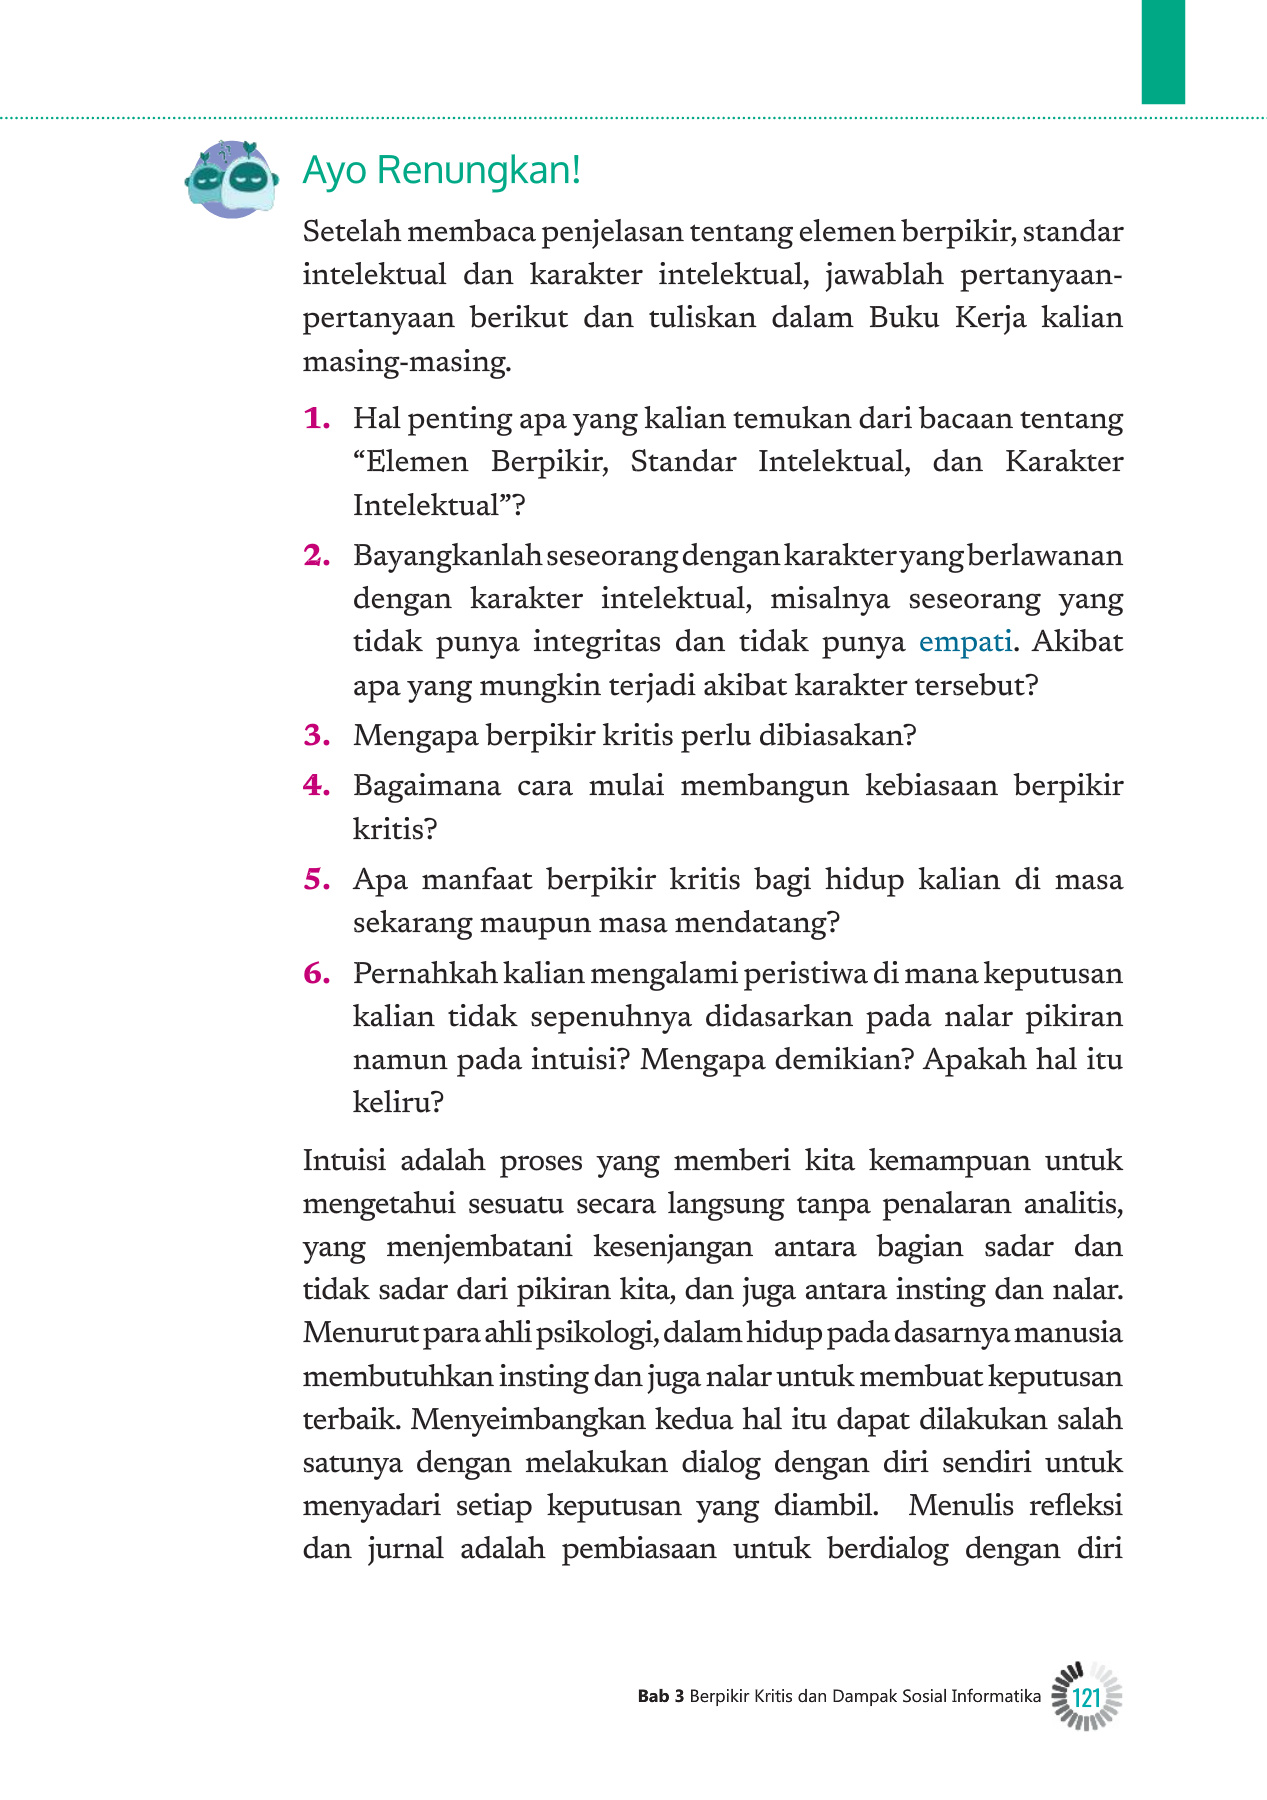 Ayo Renungkan!
Setelah membaca penjelasan tentang elemen berpikir, standar
intelektual dan karakter intelektual, jawablah pertanyaan-
pertanyaan berikut dan tuliskan dalam Buku Kerja kalian
masing-masing.
1. Hal penting apa yang kalian temukan dari bacaan tentang
“Elemen Berpikir, Standar Intelektual, dan Karakter
Intelektual”?
2. Bayangkanlah seseorang dengan karakter yang berlawanan
dengan karakter intelektual, misalnya seseorang yang
tidak punya integritas dan tidak punya empati. Akibat
apa yang mungkin terjadi akibat karakter tersebut?
3. Mengapa berpikir kritis perlu dibiasakan?
4. Bagaimana cara mulai membangun kebiasaan berpikir
kritis?
5. Apa manfaat berpikir kritis bagi hidup kalian di masa
sekarang maupun masa mendatang?
6. Pernahkah kalian mengalami peristiwa di mana keputusan
kalian tidak sepenuhnya didasarkan pada nalar pikiran
namun pada intuisi? Mengapa demikian? Apakah hal itu
keliru?
Intuisi adalah proses yang memberi kita kemampuan untuk
mengetahui sesuatu secara langsung tanpa penalaran analitis,
yang menjembatani kesenjangan antara bagian sadar dan
tidak sadar dari pikiran kita, dan juga antara insting dan nalar.
Menurut para ahli psikologi, dalam hidup pada dasarnya manusia
membutuhkan insting dan juga nalar untuk membuat keputusan
terbaik. Menyeimbangkan kedua hal itu dapat dilakukan salah
satunya dengan melakukan dialog dengan diri sendiri untuk
menyadari setiap keputusan yang diambil. Menulis refleksi
dan jurnal adalah pembiasaan untuk berdialog dengan diri
Bab 3 Berpikir Kritis dan Dampak Sosial Informatika 121